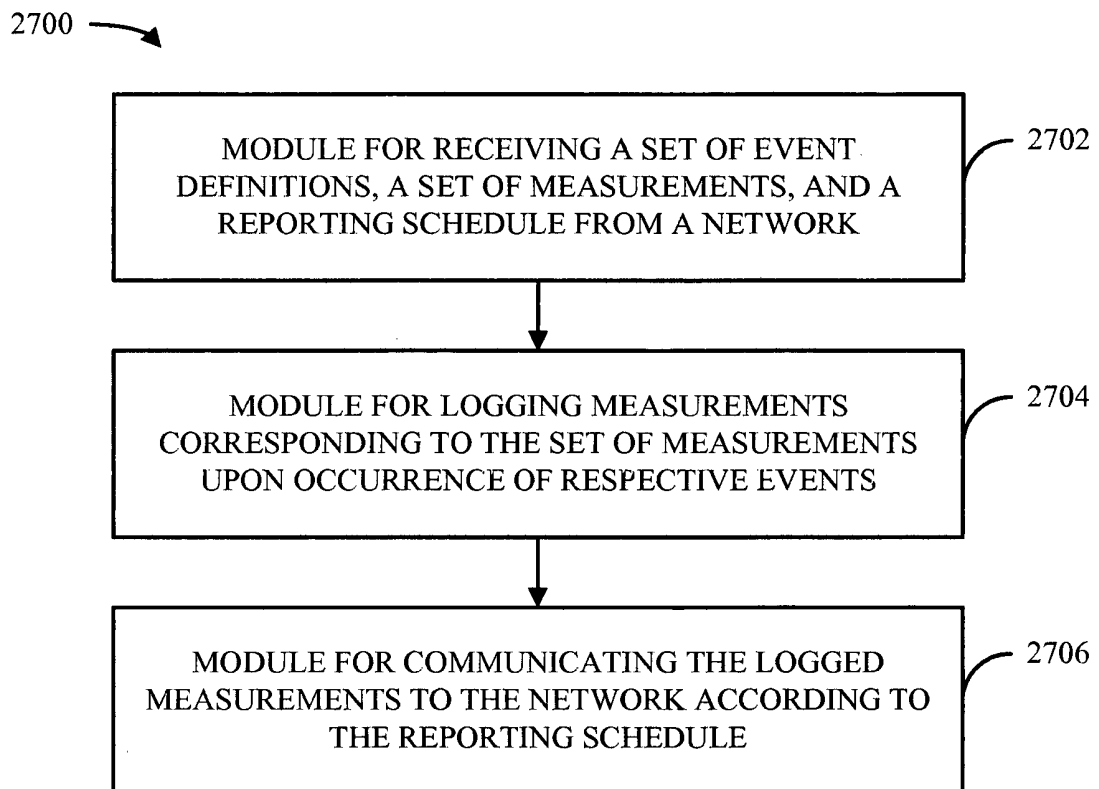 2700
MODULE FOR RECEIVING A SET OF EVENT
DEFINITIONS, A SET OF MEASUREMENTS, AND A
REPORTING SCHEDULE FROM A NETWORK
2702
MODULE FOR LOGGING MEASUREMENTS
CORRESPONDING TO THE SET OF MEASUREMENTS
UPON OCCURRENCE OF RESPECTIVE EVENTS
2704
MODULE FOR COMMUNICATING THE LOGGED
MEASUREMENTS TO THE NETWORK ACCORDING TO
THE REPORTING SCHEDULE
2706